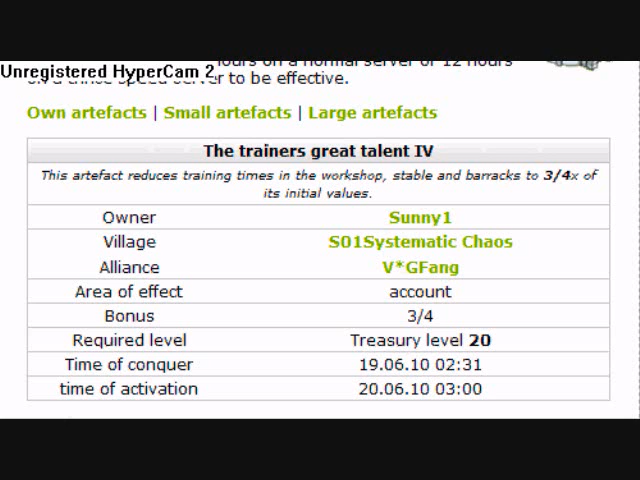 hours on a normal server or 12 hours
Unregistered HyperCam 2
to be effective.
Own artefacts | Small artefacts | Large artefacts
The trainers great talent IV
This artefact reduces training times in the workshop, stable and barracks to 3/4x of
its initial values.
Owner Sunny1
Village S01Systematic Chaos
Alliance V*GFang
Area of effect account
Bonus 3/4
Required level Treasury level 20
Time of conquer 19.06.10 02:31
time of activation 20.06.10 03:00